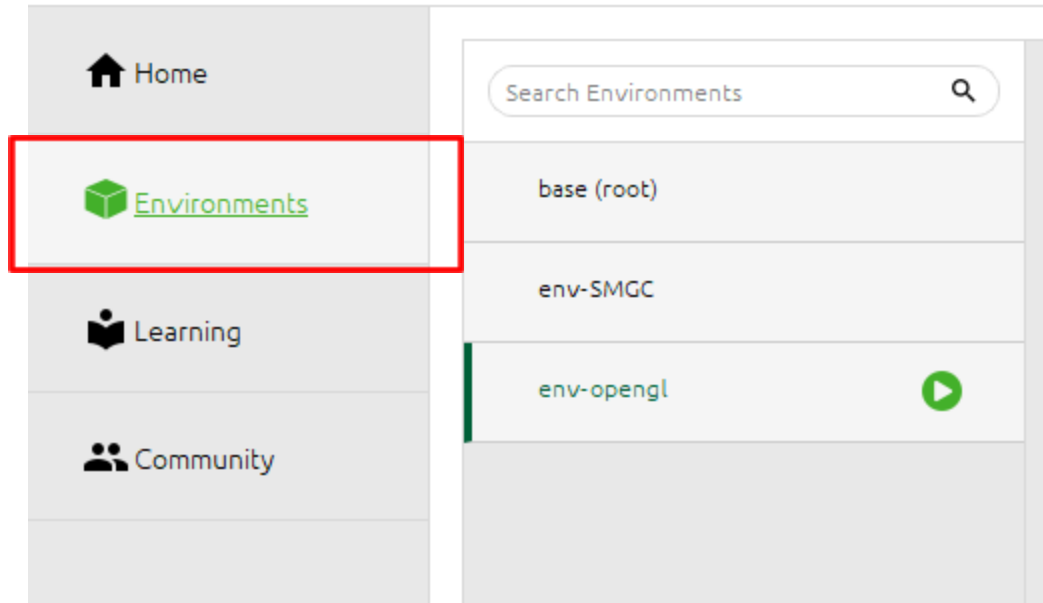 Home
Environments
Learning
Community
Search Environments
base (root)
env-SMGC
env-opengl